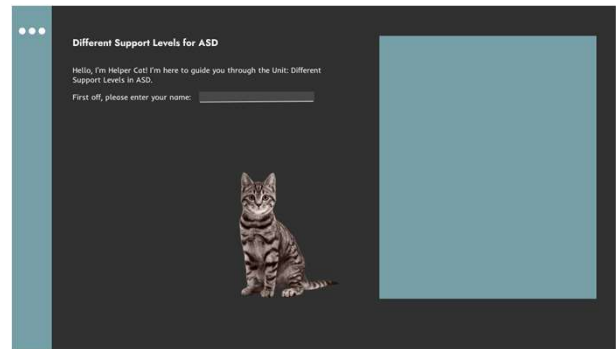 Different Support Levels for ASD
Hello, I'm Helper Cat! I'm here to guide you through the Unit: Different
Support Levels in ASD.
First off, please enter your name: